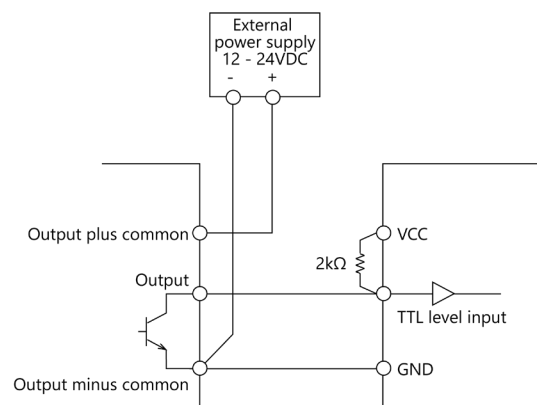 External
power supply
12 - 24VDC
- +
Output plus common
VCC
2kΩ
Output
TTL level input
GND
Output minus common